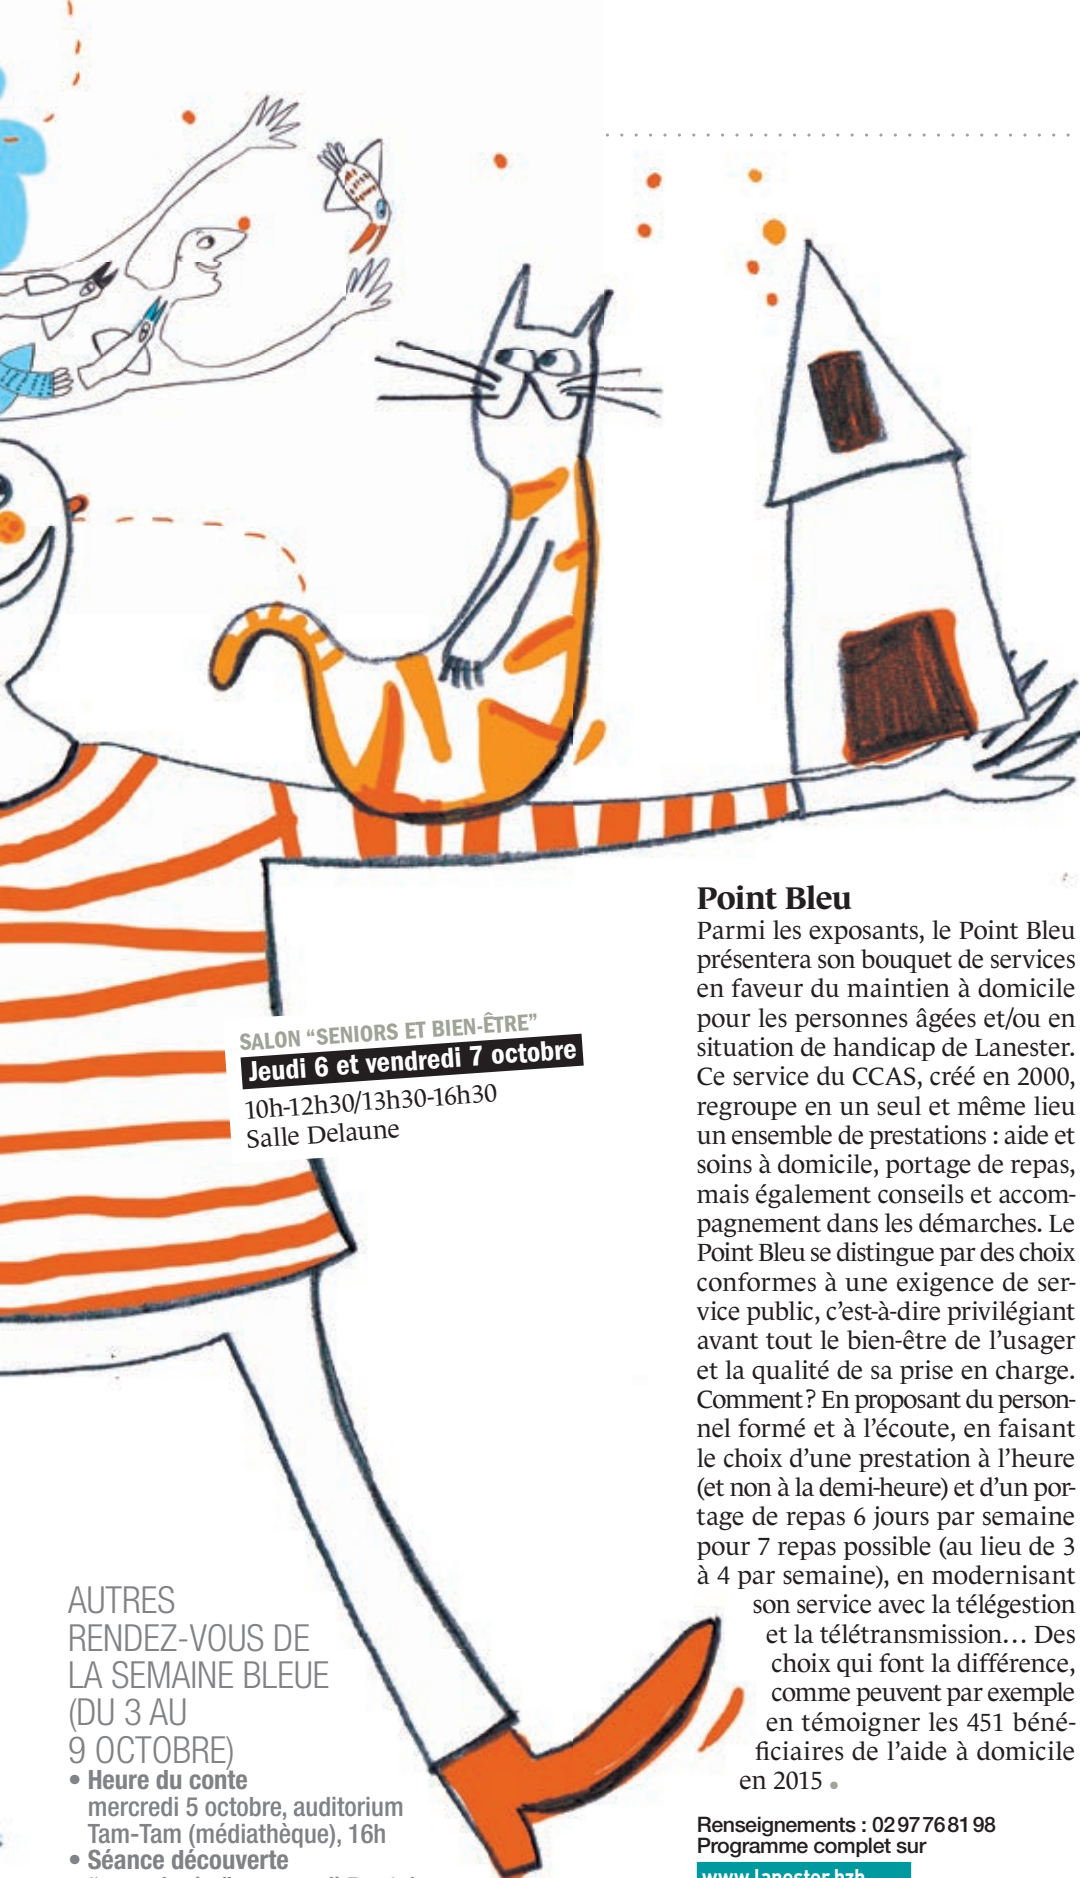 SALON “SENIORS ET BIEN-ÊTRE”
Jeudi 6 et vendredi 7 octobre
10h-12h30/13h30-16h30
Salle Delaune
AUTRES
RENDEZ-VOUS DE
LA SEMAINE BLEUE
(DU 3 AU
9 OCTOBRE)
• Heure du conte
mercredi 5 octobre, auditorium
Tam-Tam (médiathèque), 16h
• Séance découverte
Point Bleu
Parmi les exposants, le Point Bleu
présentera son bouquet de services
en faveur du maintien à domicile
pour les personnes âgées et/ou en
situation de handicap de Lanester.
Ce service du CCAS, créé en 2000,
regroupe en un seul et même lieu
un ensemble de prestations : aide et
soins à domicile, portage de repas,
mais également conseils et accom-
pagnement dans les démarches. Le
Point Bleu se distingue par des choix
conformes à une exigence de ser-
vice public, c’est-à-dire privilégiant
avant tout le bien-être de l’usager
et la qualité de sa prise en charge.
Comment? En proposant du person-
nel formé et à l’écoute, en faisant
le choix d’une prestation à l’heure
(et non à la demi-heure) et d’un por-
tage de repas 6 jours par semaine
pour 7 repas possible (au lieu de 3
à 4 par semaine), en modernisant
son service avec la télégestion
et la télétransmission… Des
choix qui font la différence,
comme peuvent par exemple
en témoigner les 451 béné-
ficiaires de l’aide à domicile
en 2015 •
Renseignements : 02 97 76 81 98
Programme complet sur
www.lanester.bzh